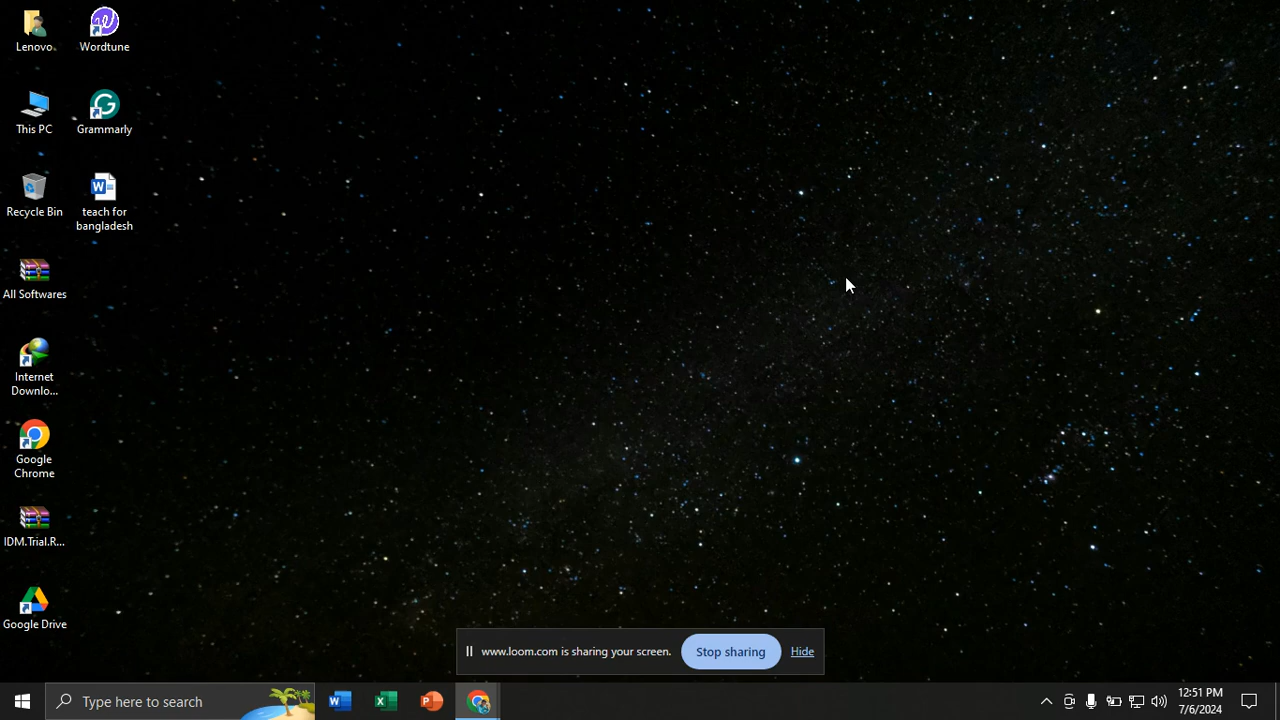 Lenovo
Wordtune
This PC
Grammarly
Recycle Bin
teach for
bangladesh
All Softwares
Internet
Downlo...
Google
Chrome
IDM.Trial.R...
Google Drive
www.loom.com is sharing your screen.
Stop sharing
Hide
Type here to search
12:51 PM
7/6/2024